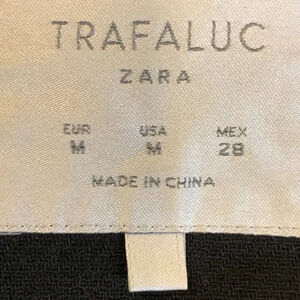 TRAFALUC
ZARA
EUR USA MEX
M M 28
MADE IN CHINA